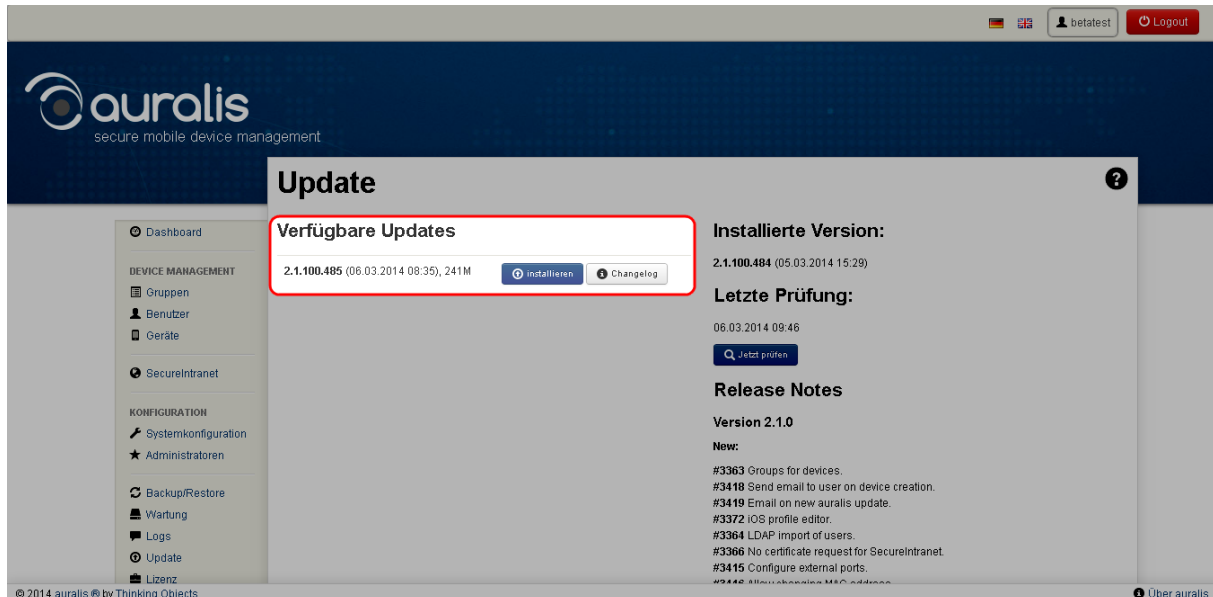 betatest
Logout
auralis
secure mobile device management
Update
Dashboard
DEVICE MANAGEMENT
Gruppen
Benutzer
Geräte
SecureIntranet
KONFIGURATION
Systemkonfiguration
Administratoren
Backup/Restore
Wartung
Logs
Update
Lizenz
Verfügbare Updates
2.1.100.485 (06.03.2014 08:35), 241M installieren Changelog
Installierte Version:
2.1.100.484 (05.03.2014 15:29)
Letzte Prüfung:
06.03.2014 09:46
Jetzt prüfen
Release Notes
Version 2.1.0
New:
#3363 Groups for devices.
#3418 Send email to user on device creation.
#3419 Email on new auralis update.
#3372 iOS profile editor.
#3364 LDAP import of users.
#3366 No certificate request for SecureIntranet.
#3415 Configure external ports.
#3446 Allow changing MAC address.
© 2014 auralis ® by Thinking Objects
Über auralis